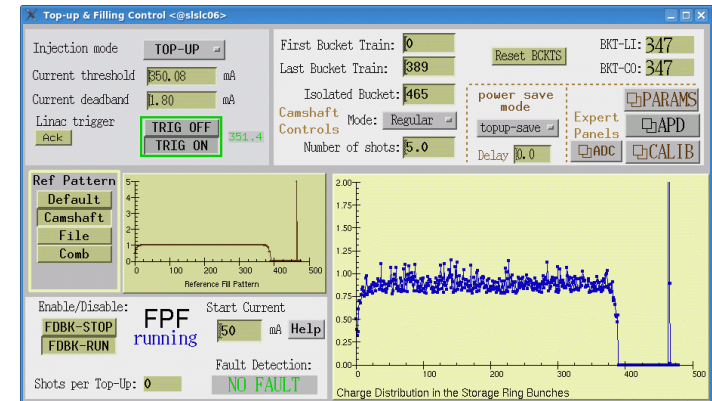 Top-up & Filling Control <@slslc06>
Injection mode TOP-UP
Current threshold 350.08 mA
Current deadband 1.80 mA
Linac trigger
Ack
TRIG OFF
TRIG ON
351.4
First Bucket Train: 0
Last Bucket Train: 389
Isolated Bucket: 465
Camshaft Controls
Mode: Regular
Number of shots: 5.0
Reset BCKTS
BKT-LI: 347
BKT-CO: 347
power save mode
topup-save
Delay 0.0
Expert Panels
PARAMS
APD
ADC
CALIB
Ref Pattern
Default
Camshaft
File
Comb
5
4
3
2
1
0
0 100 200 300 400 500
Reference Fill Pattern
Enable/Disable:
FDBK-STOP
FDBK-RUN
FPF
running
Start Current
50 mA Help
Fault Detection:
NO FAULT
Shots per Top-Up: 0
2.00
1.75
1.50
1.25
1.00
0.75
0.50
0.25
0.00
0 100 200 300 400 500
Charge Distribution in the Storage Ring Bunches